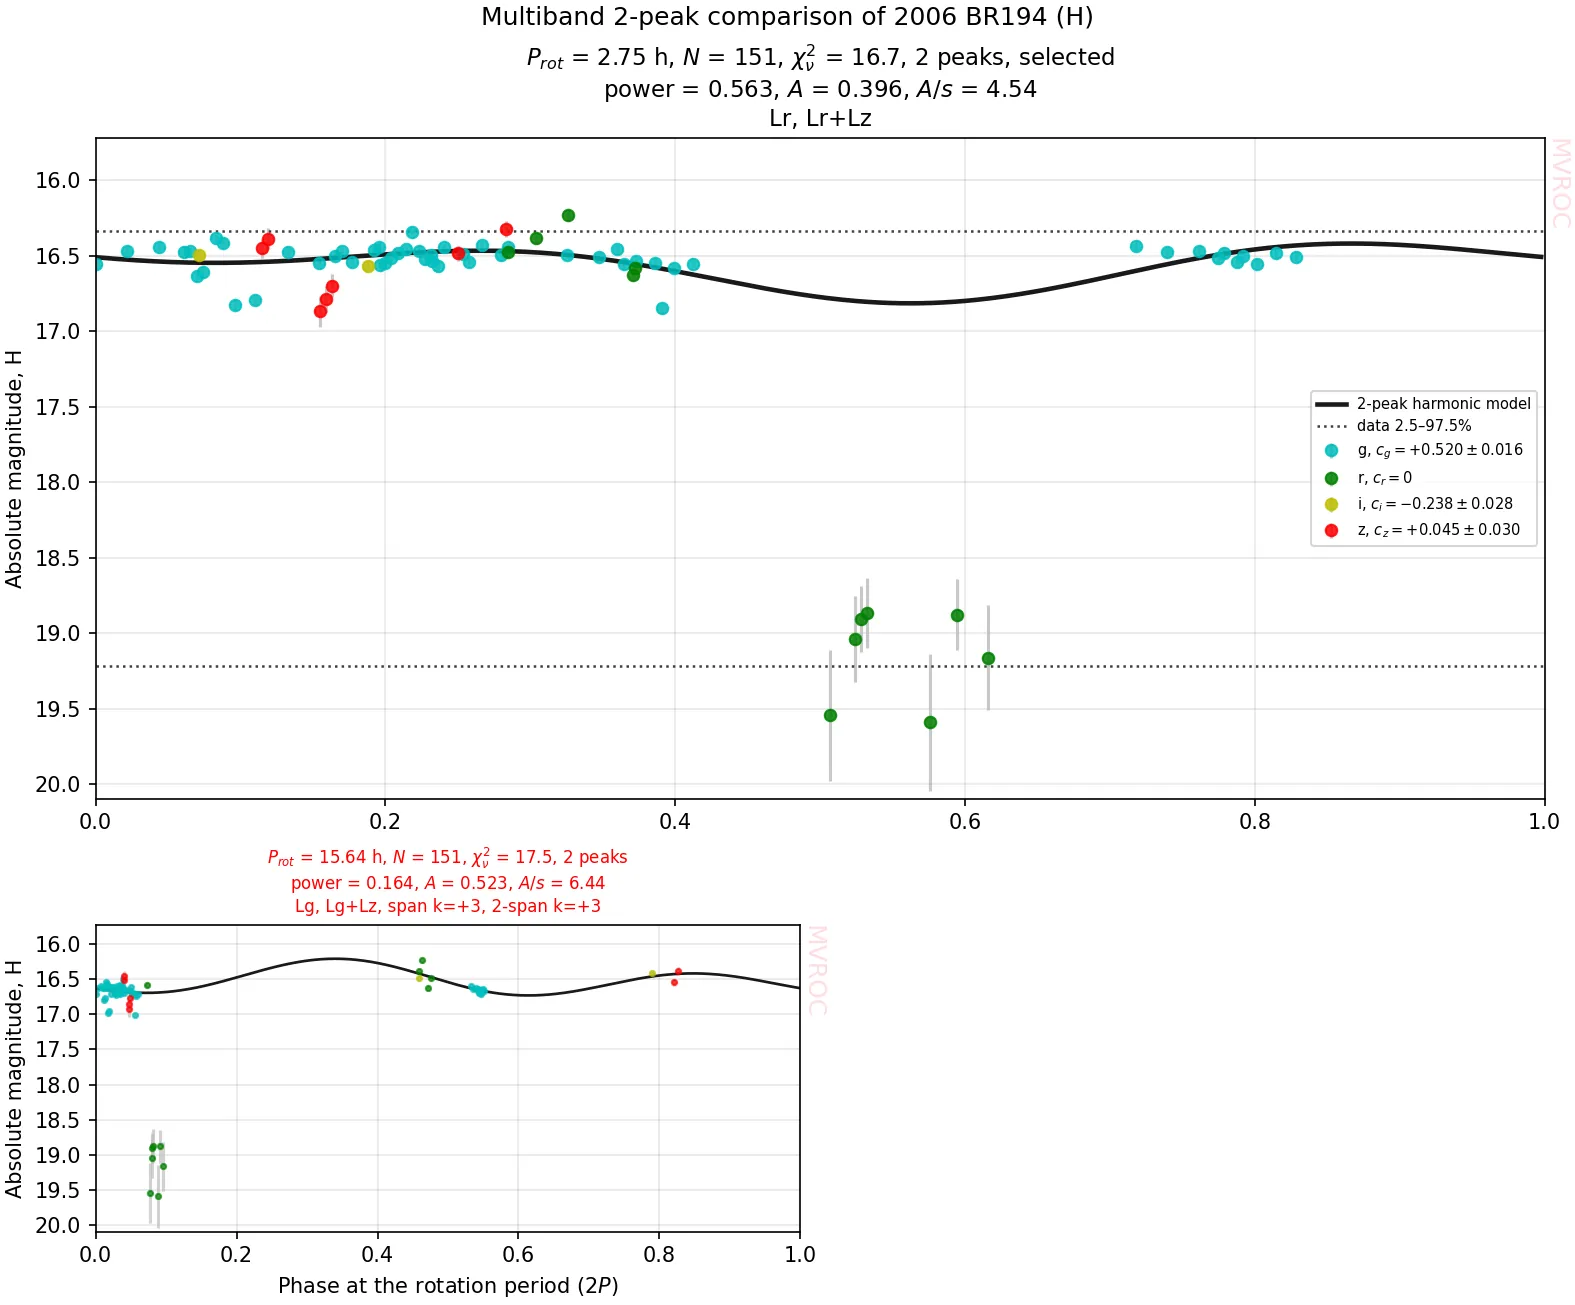 Multiband 2-peak comparison of 2006 BR194 (H)
P_rot = 2.75 h, N = 151, χ²_ν = 16.7, 2 peaks, selected
power = 0.563, A = 0.396, A/s = 4.54
Lr, Lr+Lz
MVROC
Absolute magnitude, H
16.0
16.5
17.0
17.5
18.0
18.5
19.0
19.5
20.0
2-peak harmonic model
data 2.5–97.5%
g, c_g = +0.520 ± 0.016
r, c_r = 0
i, c_i = −0.238 ± 0.028
z, c_z = +0.045 ± 0.030
0.0 0.2 0.4 0.6 0.8 1.0
P_rot = 15.64 h, N = 151, χ²_ν = 17.5, 2 peaks
power = 0.164, A = 0.523, A/s = 6.44
Lg, Lg+Lz, span k=+3, 2-span k=+3
MVROC
Absolute magnitude, H
16.0
16.5
17.0
17.5
18.0
18.5
19.0
19.5
20.0
0.0 0.2 0.4 0.6 0.8 1.0
Phase at the rotation period (2P)